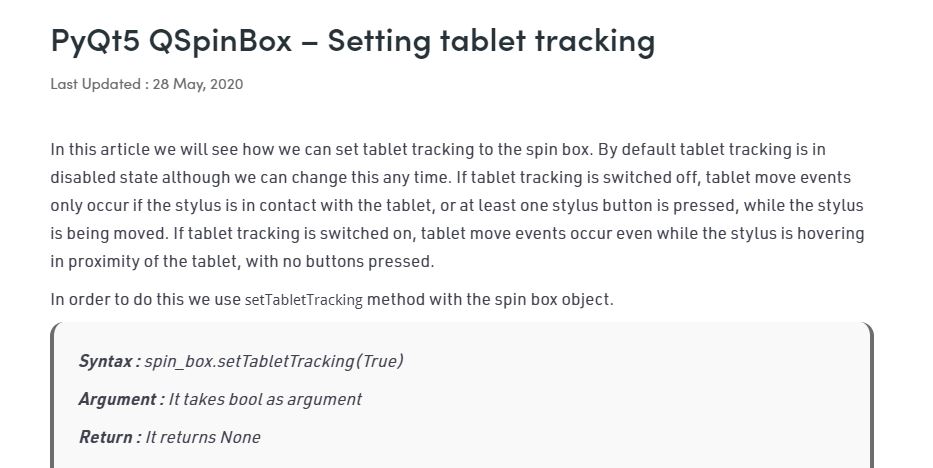 PyQt5 QSpinBox – Setting tablet tracking
Last Updated : 28 May, 2020
In this article we will see how we can set tablet tracking to the spin box. By default tablet tracking is in
disabled state although we can change this any time. If tablet tracking is switched off, tablet move events
only occur if the stylus is in contact with the tablet, or at least one stylus button is pressed, while the stylus
is being moved. If tablet tracking is switched on, tablet move events occur even while the stylus is hovering
in proximity of the tablet, with no buttons pressed.
In order to do this we use setTabletTracking method with the spin box object.
Syntax : spin_box.setTabletTracking(True)
Argument : It takes bool as argument
Return : It returns None